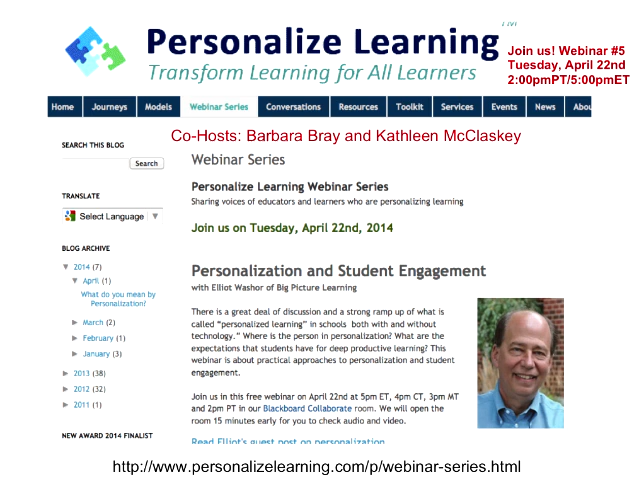 Personalize Learning
Transform Learning for All Learners
Join us! Webinar #5
Tuesday, April 22nd
2:00pmPT/5:00pmET
Home Journeys Models Webinar Series Conversations Resources Toolkit Services Events News Abou
Co-Hosts: Barbara Bray and Kathleen McClaskey
SEARCH THIS BLOG
Search
TRANSLATE
Select Language
BLOG ARCHIVE
▼ 2014 (7)
▼ April (1)
What do you mean by
Personalization?
► March (2)
► February (1)
► January (3)
► 2013 (38)
► 2012 (32)
► 2011 (1)
NEW AWARD 2014 FINALIST
Webinar Series
Personalize Learning Webinar Series
Sharing voices of educators and learners who are personalizing learning
Join us on Tuesday, April 22nd, 2014
Personalization and Student Engagement
with Elliot Washor of Big Picture Learning
There is a great deal of discussion and a strong ramp up of what is
called “personalized learning” in schools both with and without
technology.” Where is the person in personalization? What are the
expectations that students have for deep productive learning? This
webinar is about practical approaches to personalization and student
engagement.
Join us in this free webinar on April 22nd at 5pm ET, 4pm CT, 3pm MT
and 2pm PT in our Blackboard Collaborate room. We will open the
room 15 minutes early for you to check audio and video.
Read Elliot's guest post on personalization
http://www.personalizelearning.com/p/webinar-series.html